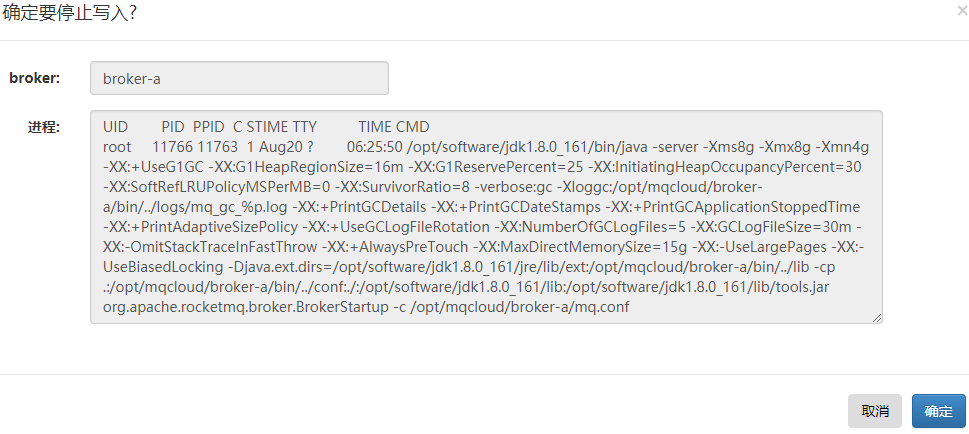 确定要停止写入?
×
broker:
broker-a
进程:
UID PID PPID C STIME TTY TIME CMD
root 11766 11763 1 Aug20 ? 06:25:50 /opt/software/jdk1.8.0_161/bin/java -server -Xms8g -Xmx8g -Xmn4g
-XX:+UseG1GC -XX:G1HeapRegionSize=16m -XX:G1ReservePercent=25 -XX:InitiatingHeapOccupancyPercent=30
-XX:SoftRefLRUPolicyMSPerMB=0 -XX:SurvivorRatio=8 -verbose:gc -Xloggc:/opt/mqcloud/broker-
a/bin/../logs/mq_gc_%p.log -XX:+PrintGCDetails -XX:+PrintGCDateStamps -XX:+PrintGCApplicationStoppedTime
-XX:+PrintAdaptiveSizePolicy -XX:+UseGCLogFileRotation -XX:NumberOfGCLogFiles=5 -XX:GCLogFileSize=30m -
XX:-OmitStackTraceInFastThrow -XX:+AlwaysPreTouch -XX:MaxDirectMemorySize=15g -XX:-UseLargePages -XX:-
UseBiasedLocking -Djava.ext.dirs=/opt/software/jdk1.8.0_161/jre/lib/ext:/opt/mqcloud/broker-a/bin/../lib -cp
.:/opt/mqcloud/broker-a/bin/../conf:./:/opt/software/jdk1.8.0_161/lib:/opt/software/jdk1.8.0_161/lib/tools.jar
org.apache.rocketmq.broker.BrokerStartup -c /opt/mqcloud/broker-a/mq.conf
取消
确定